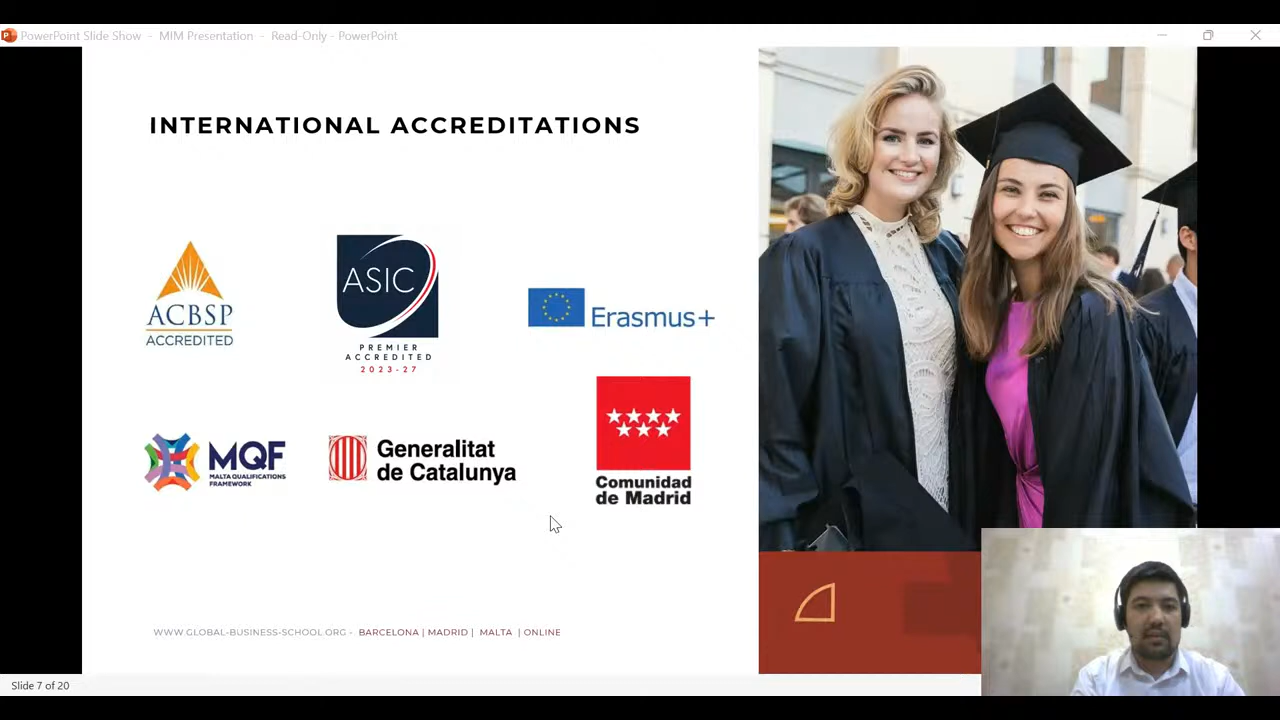 PowerPoint Slide Show - MIM Presentation - Read-Only - PowerPoint
INTERNATIONAL ACCREDITATIONS
ACBSP
ACCREDITED
ASIC
PREMIER
ACCREDITED
2023-27
Erasmus+
MQF
MALTA QUALIFICATIONS
FRAMEWORK
Generalitat
de Catalunya
Comunidad
de Madrid
WWW.GLOBAL-BUSINESS-SCHOOL.ORG - BARCELONA | MADRID | MALTA | ONLINE
Slide 7 of 20